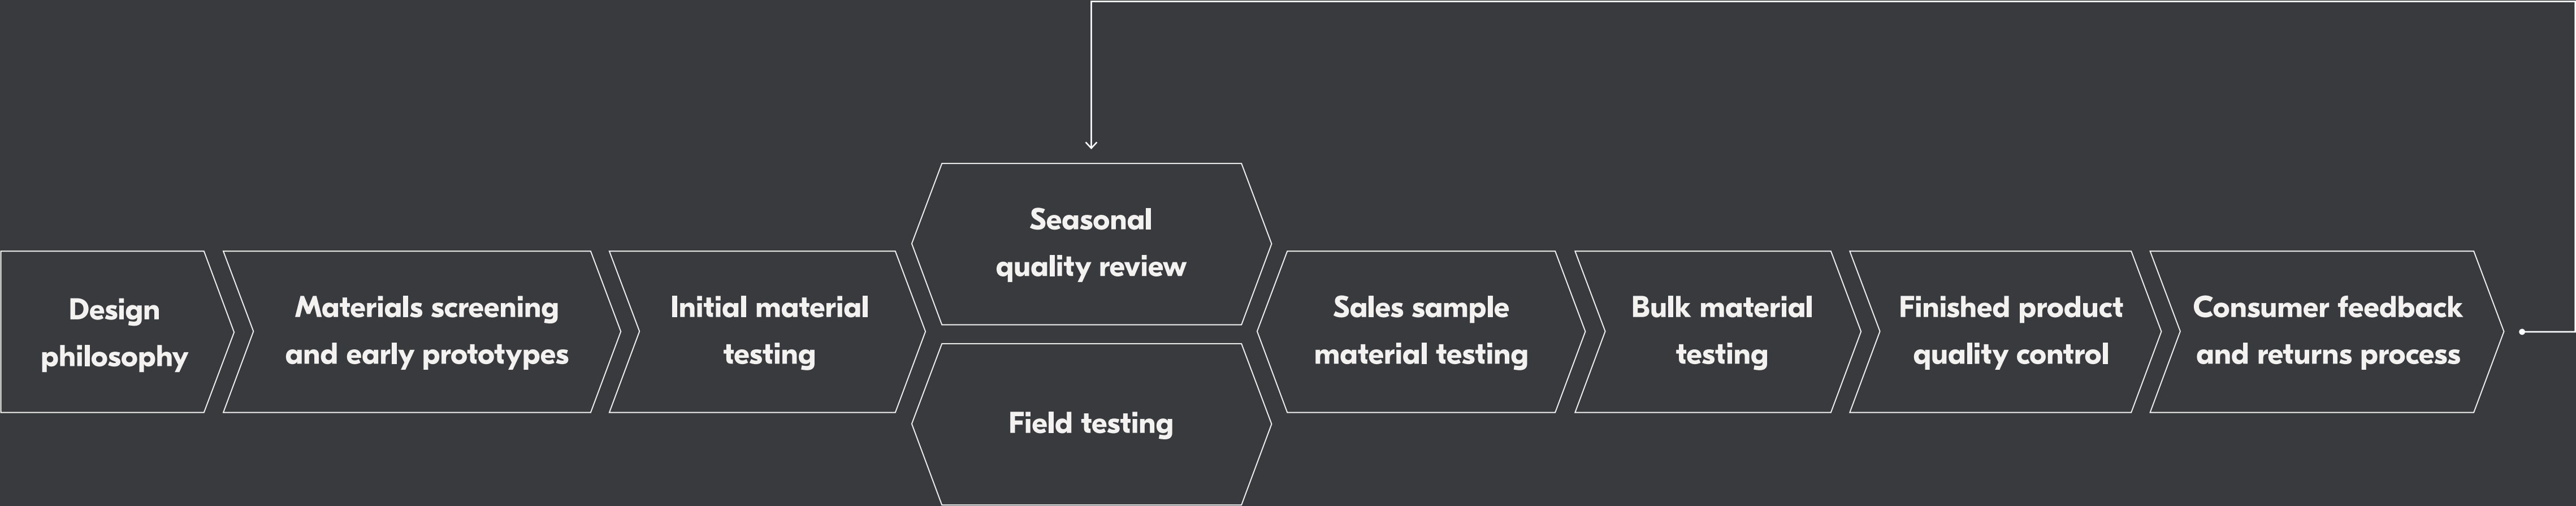 Design
philosophy
Materials screening
and early prototypes
Initial material
testing
Seasonal
quality review
Field testing
Sales sample
material testing
Bulk material
testing
Finished product
quality control
Consumer feedback
and returns process